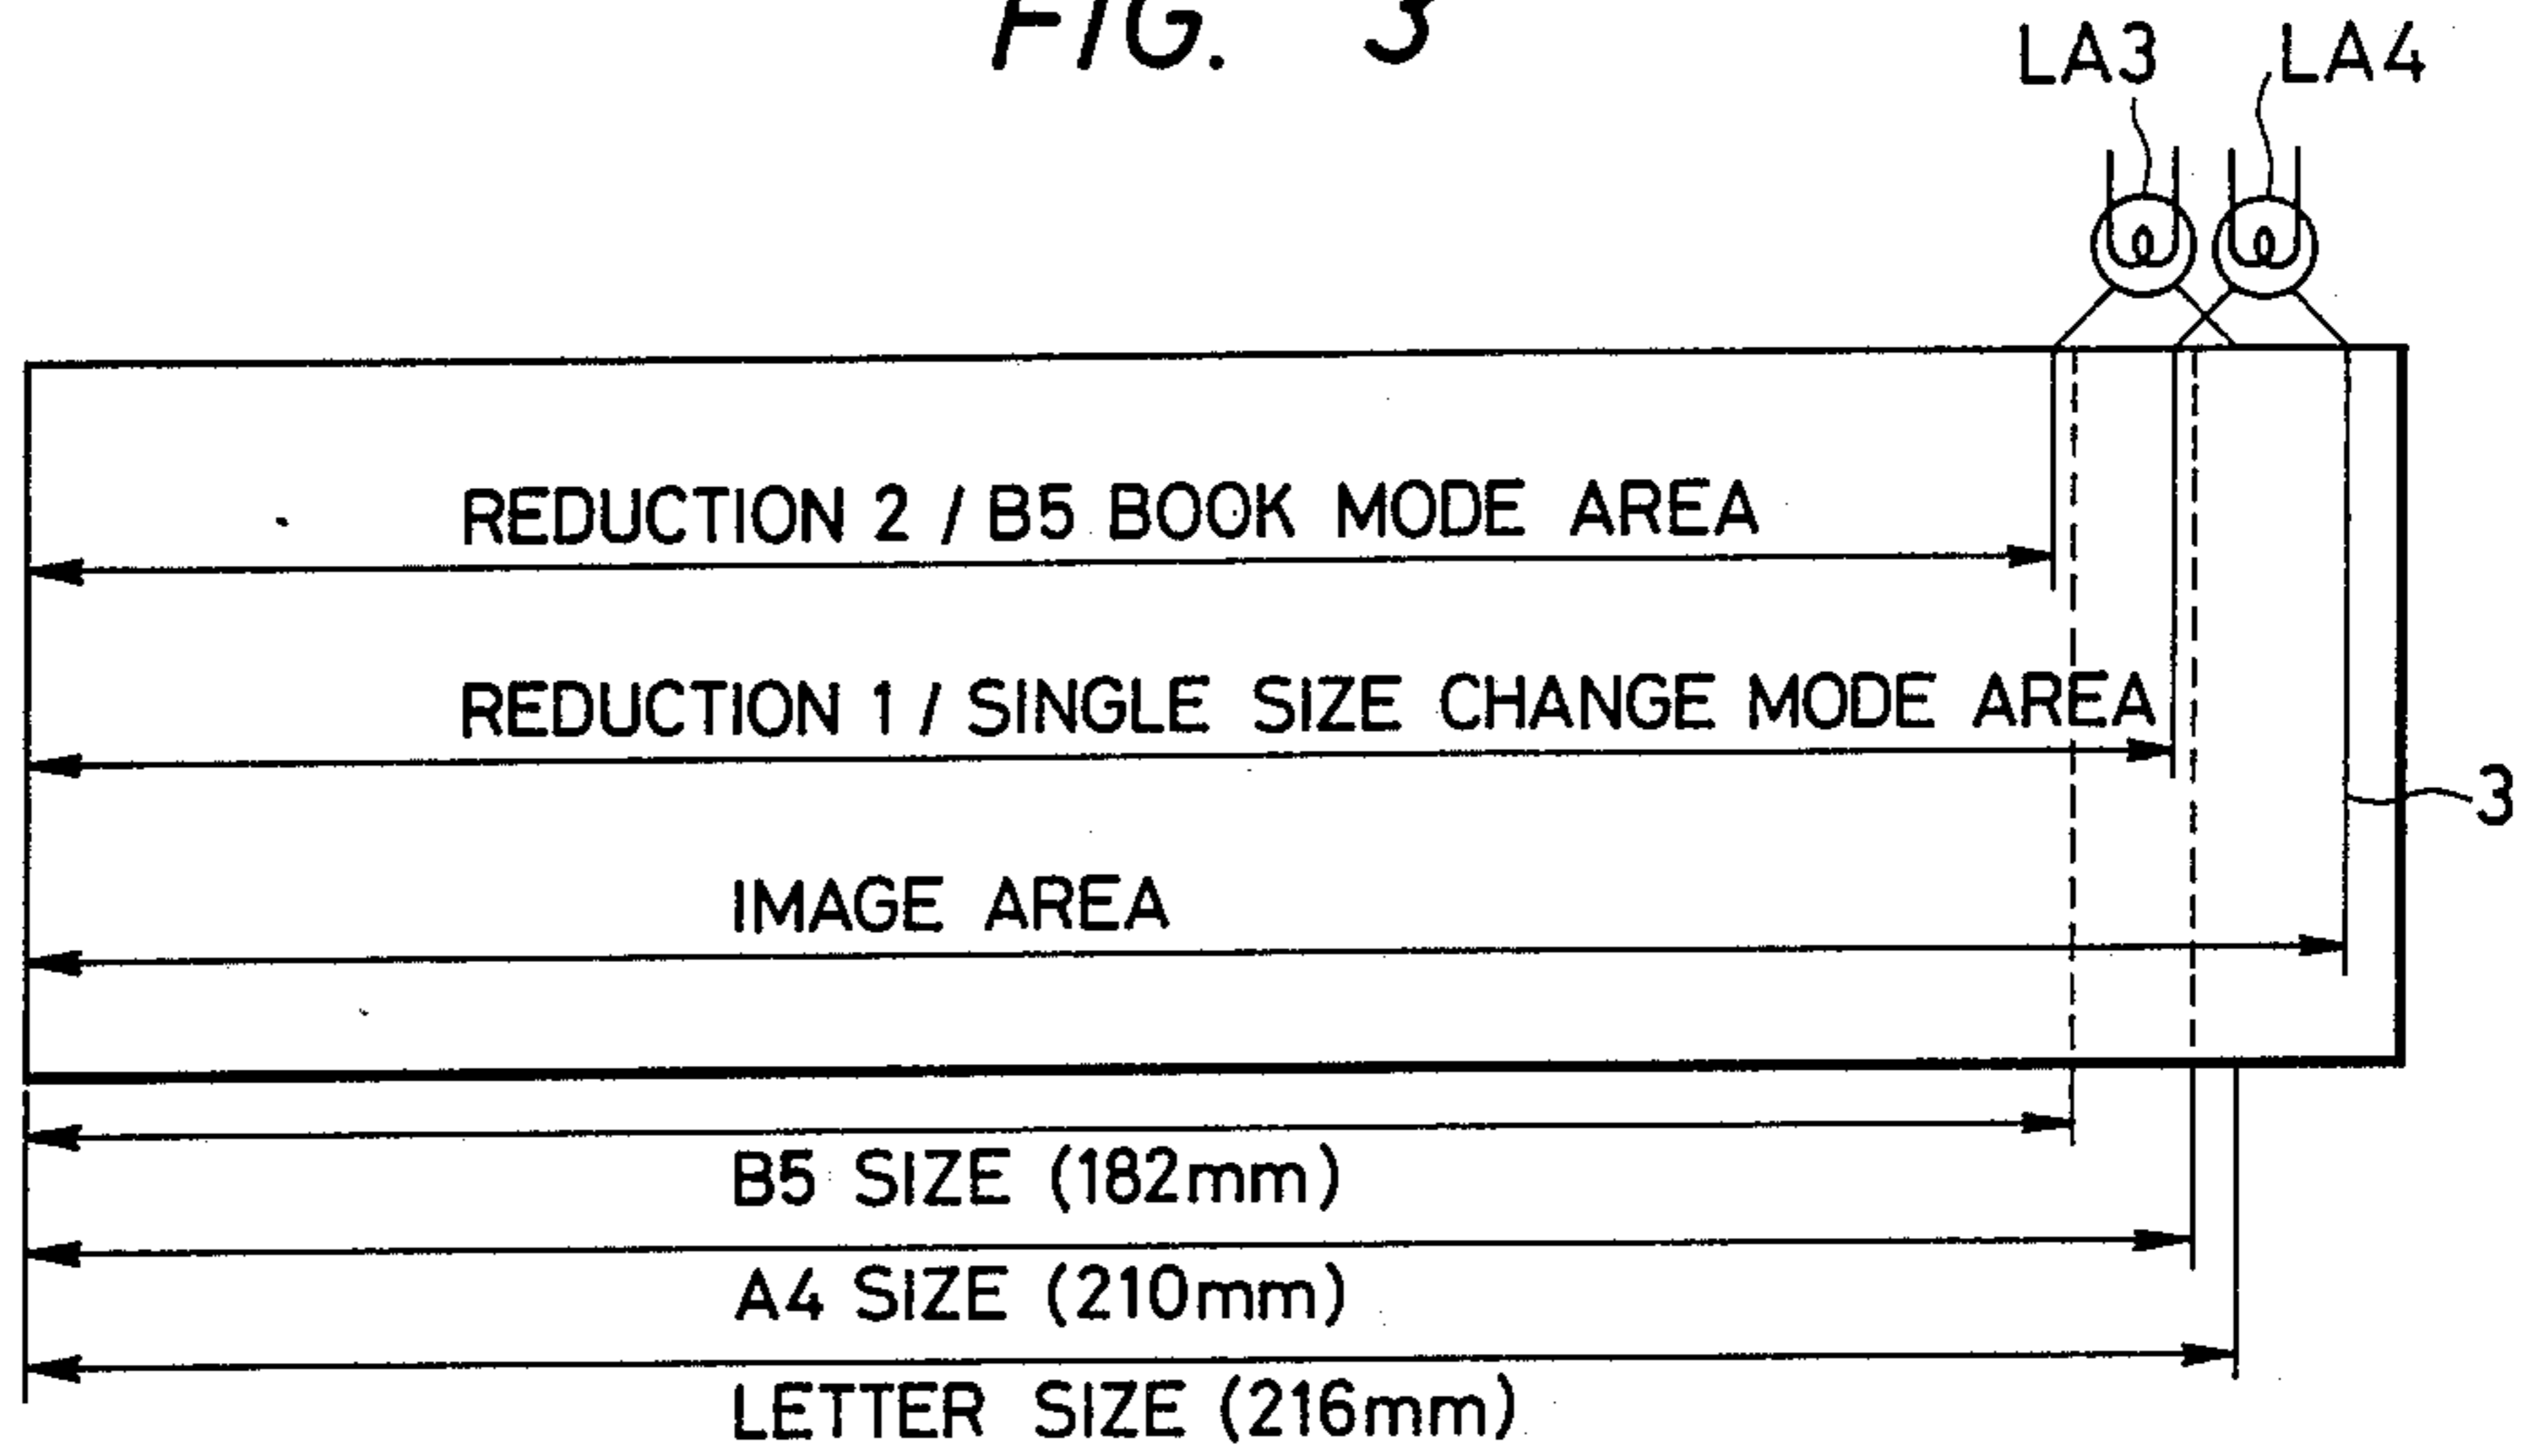 FIG. 3
LA3 LA4
REDUCTION 2 / B5 BOOK MODE AREA
REDUCTION 1 / SINGLE SIZE CHANGE MODE AREA
3
IMAGE AREA
B5 SIZE (182mm)
A4 SIZE (210mm)
LETTER SIZE (216mm)